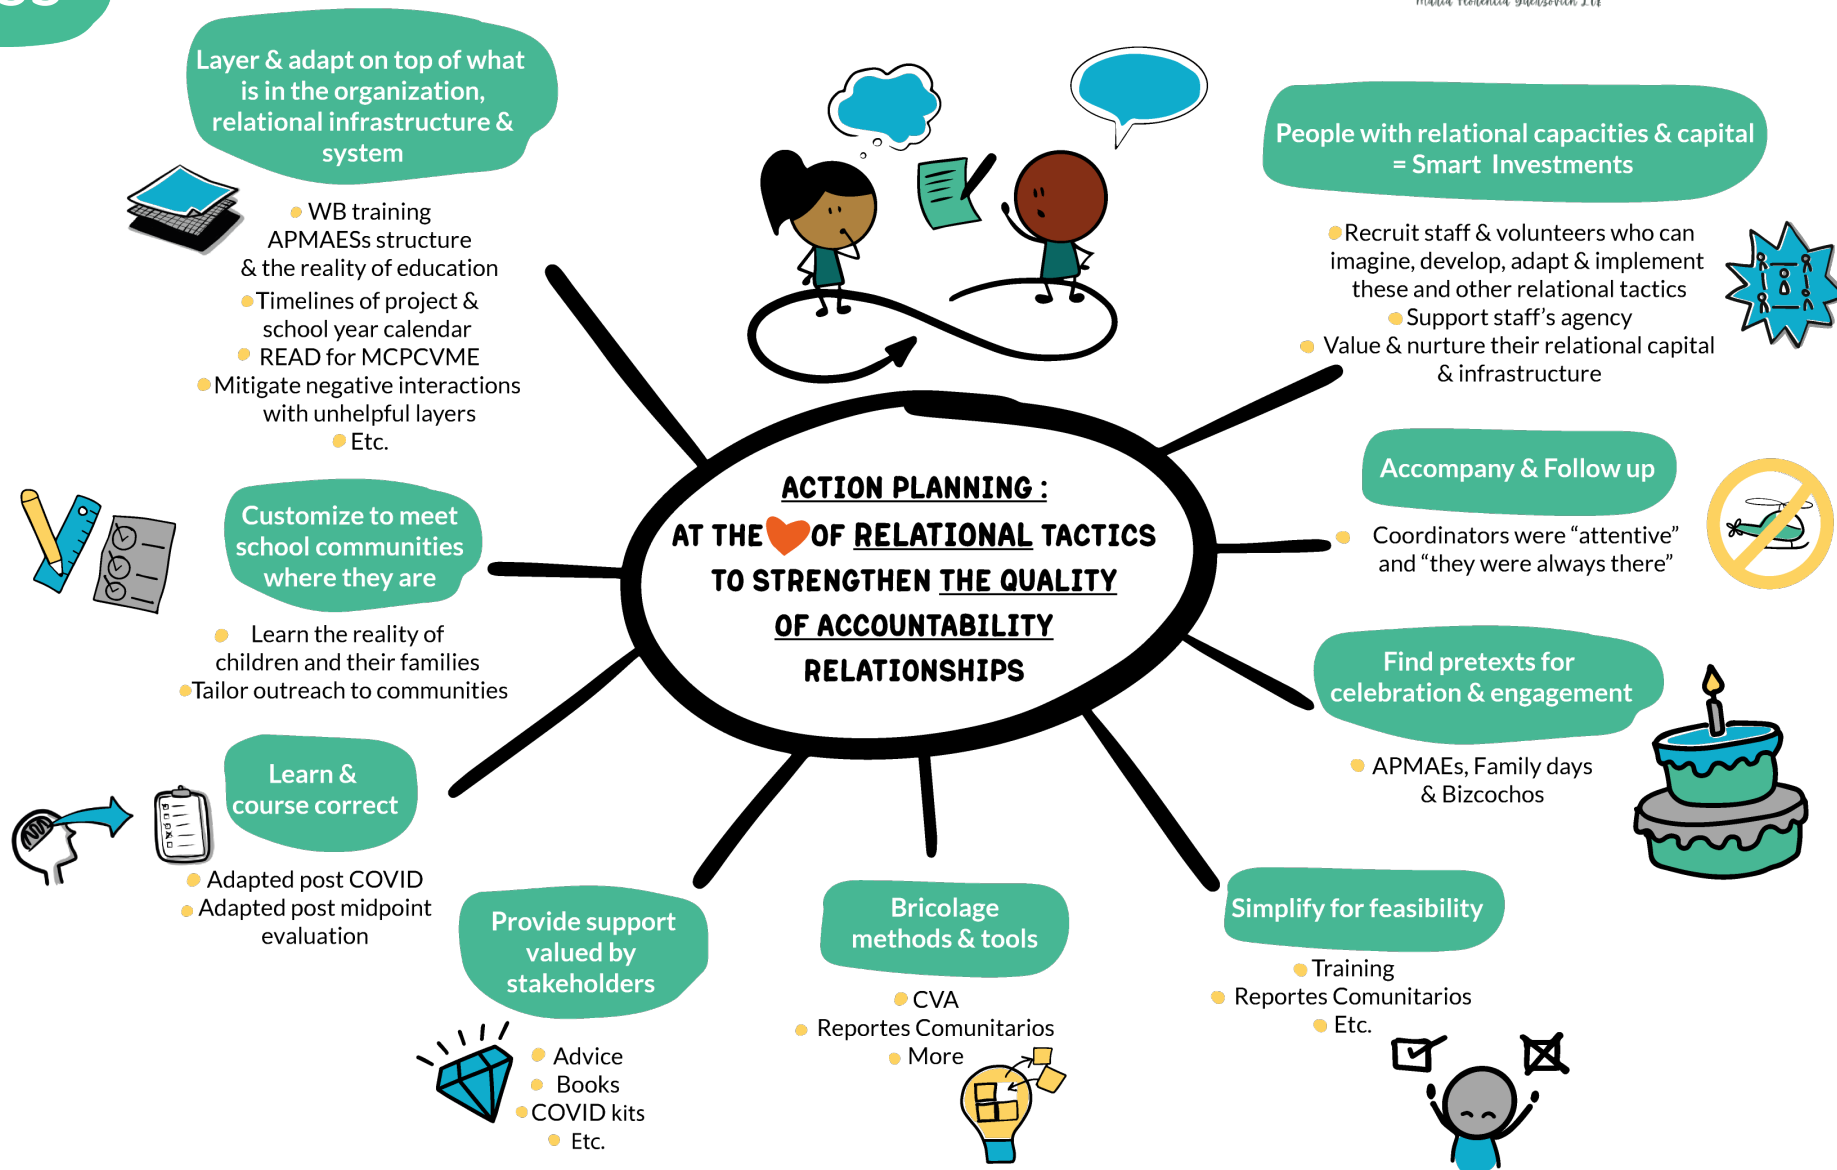 Layer & adapt on top of what
is in the organization,
relational infrastructure &
system
WB training
APMAESs structure
& the reality of education
Timelines of project &
school year calendar
READ for MCPCVME
Mitigate negative interactions
with unhelpful layers
Etc.
Customize to meet
school communities
where they are
Learn the reality of
children and their families
Tailor outreach to communities
Learn &
course correct
Adapted post COVID
Adapted post midpoint
evaluation
Provide support
valued by
stakeholders
Advice
Books
COVID kits
Etc.
Bricolage
methods & tools
CVA
Reportes Comunitarios
More
Simplify for feasibility
Training
Reportes Comunitarios
Etc.
Find pretexts for
celebration & engagement
APMAEs, Family days
& Bizcochos
Accompany & Follow up
Coordinators were “attentive”
and “they were always there”
People with relational capacities & capital
= Smart Investments
Recruit staff & volunteers who can
imagine, develop, adapt & implement
these and other relational tactics
Support staff’s agency
Value & nurture their relational capital
& infrastructure
ACTION PLANNING :
AT THE OF RELATIONAL TACTICS
TO STRENGTHEN THE QUALITY
OF ACCOUNTABILITY
RELATIONSHIPS